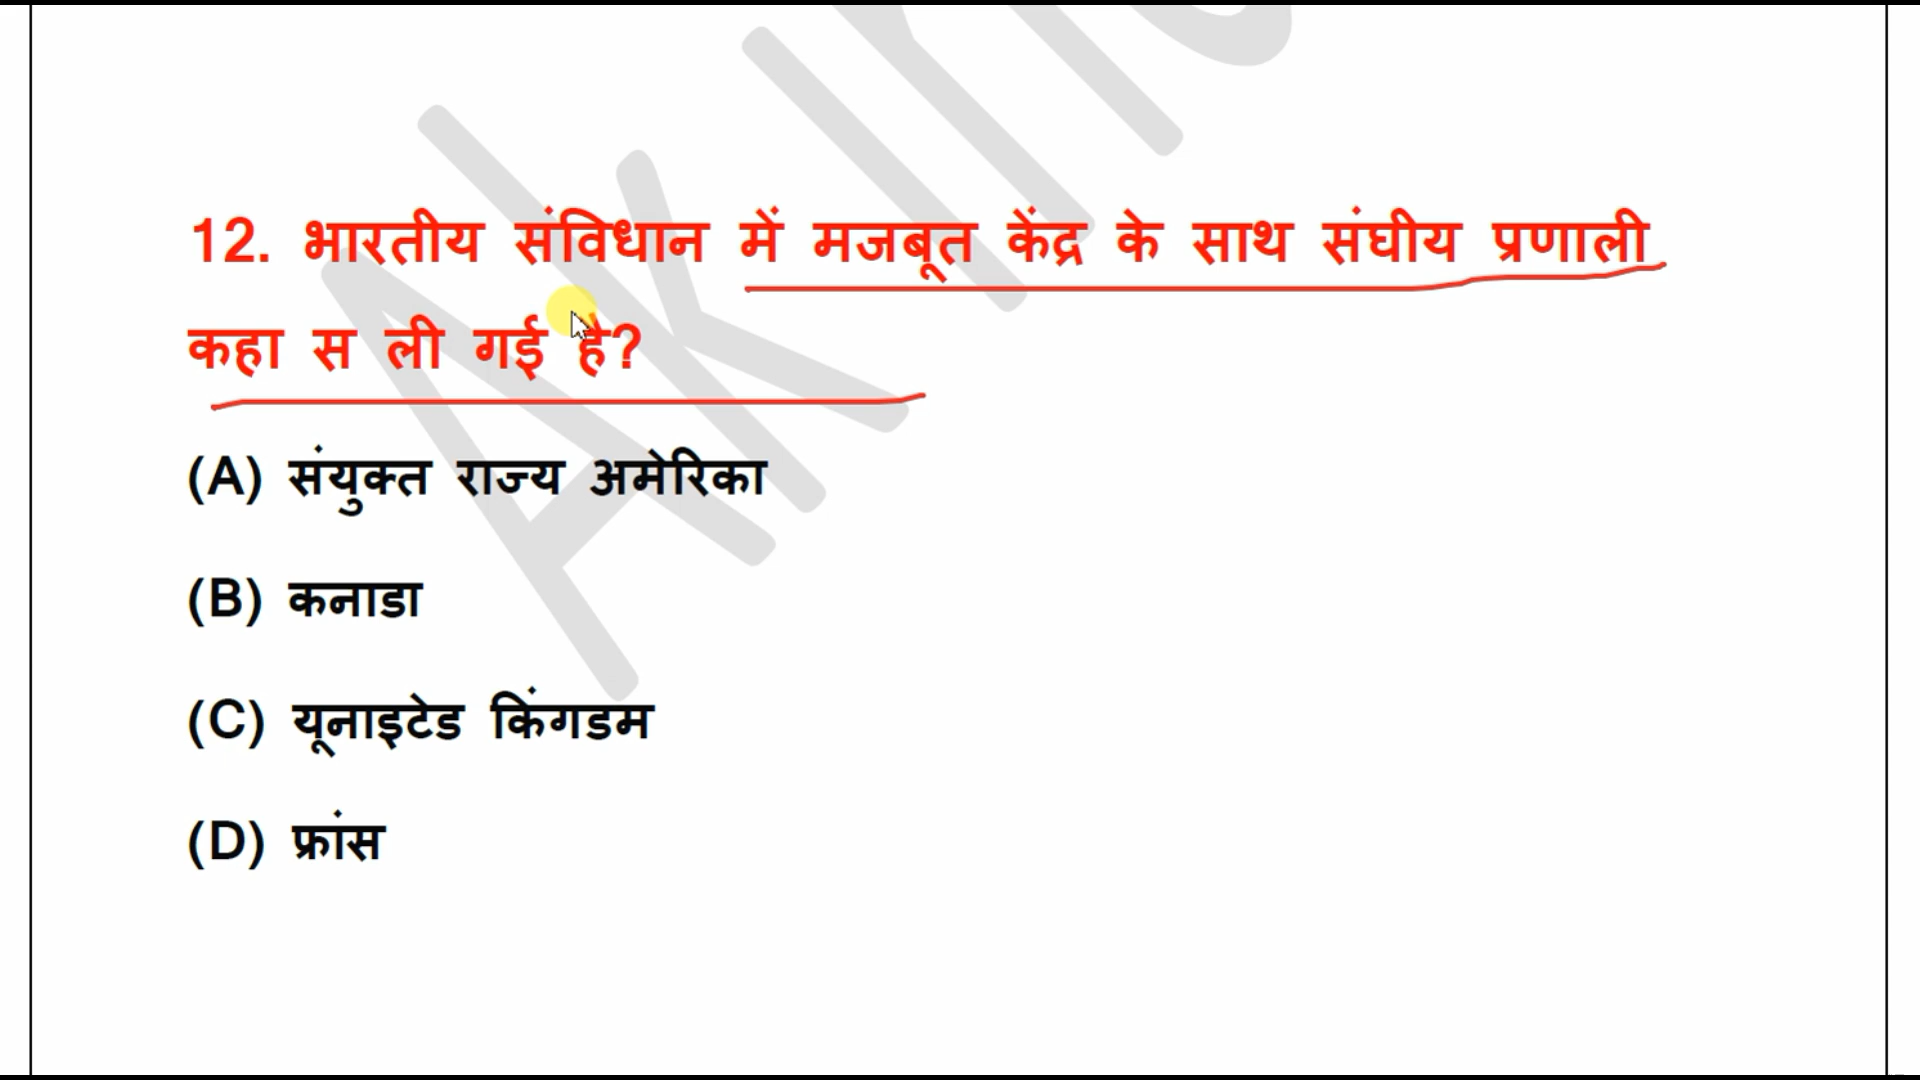 12. भारतीय संविधान में मजबूत केंद्र के साथ संघीय प्रणाली
कहा स ली गई है?
(A) संयुक्त राज्य अमेरिका
(B) कनाडा
(C) यूनाइटेड किंगडम
(D) फ्रांस